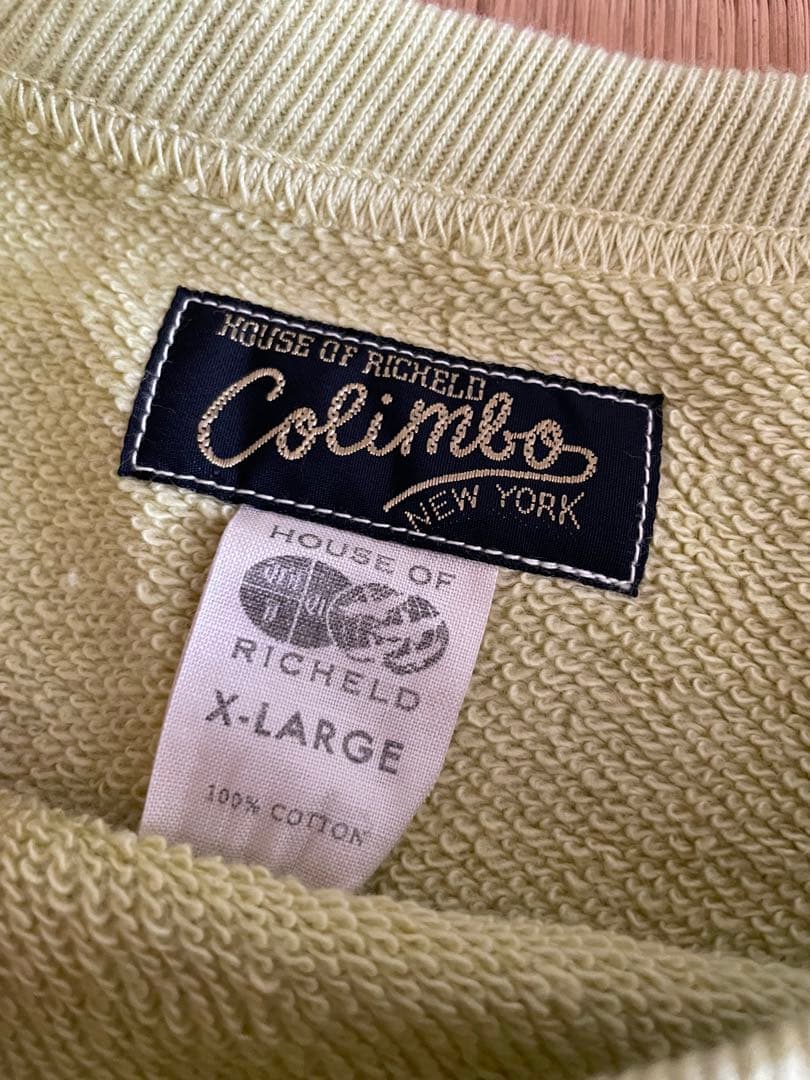 HOUSE OF RICHELD
Colimbo
NEW YORK
HOUSE OF
RICHELD
X-LARGE
100% COTTON